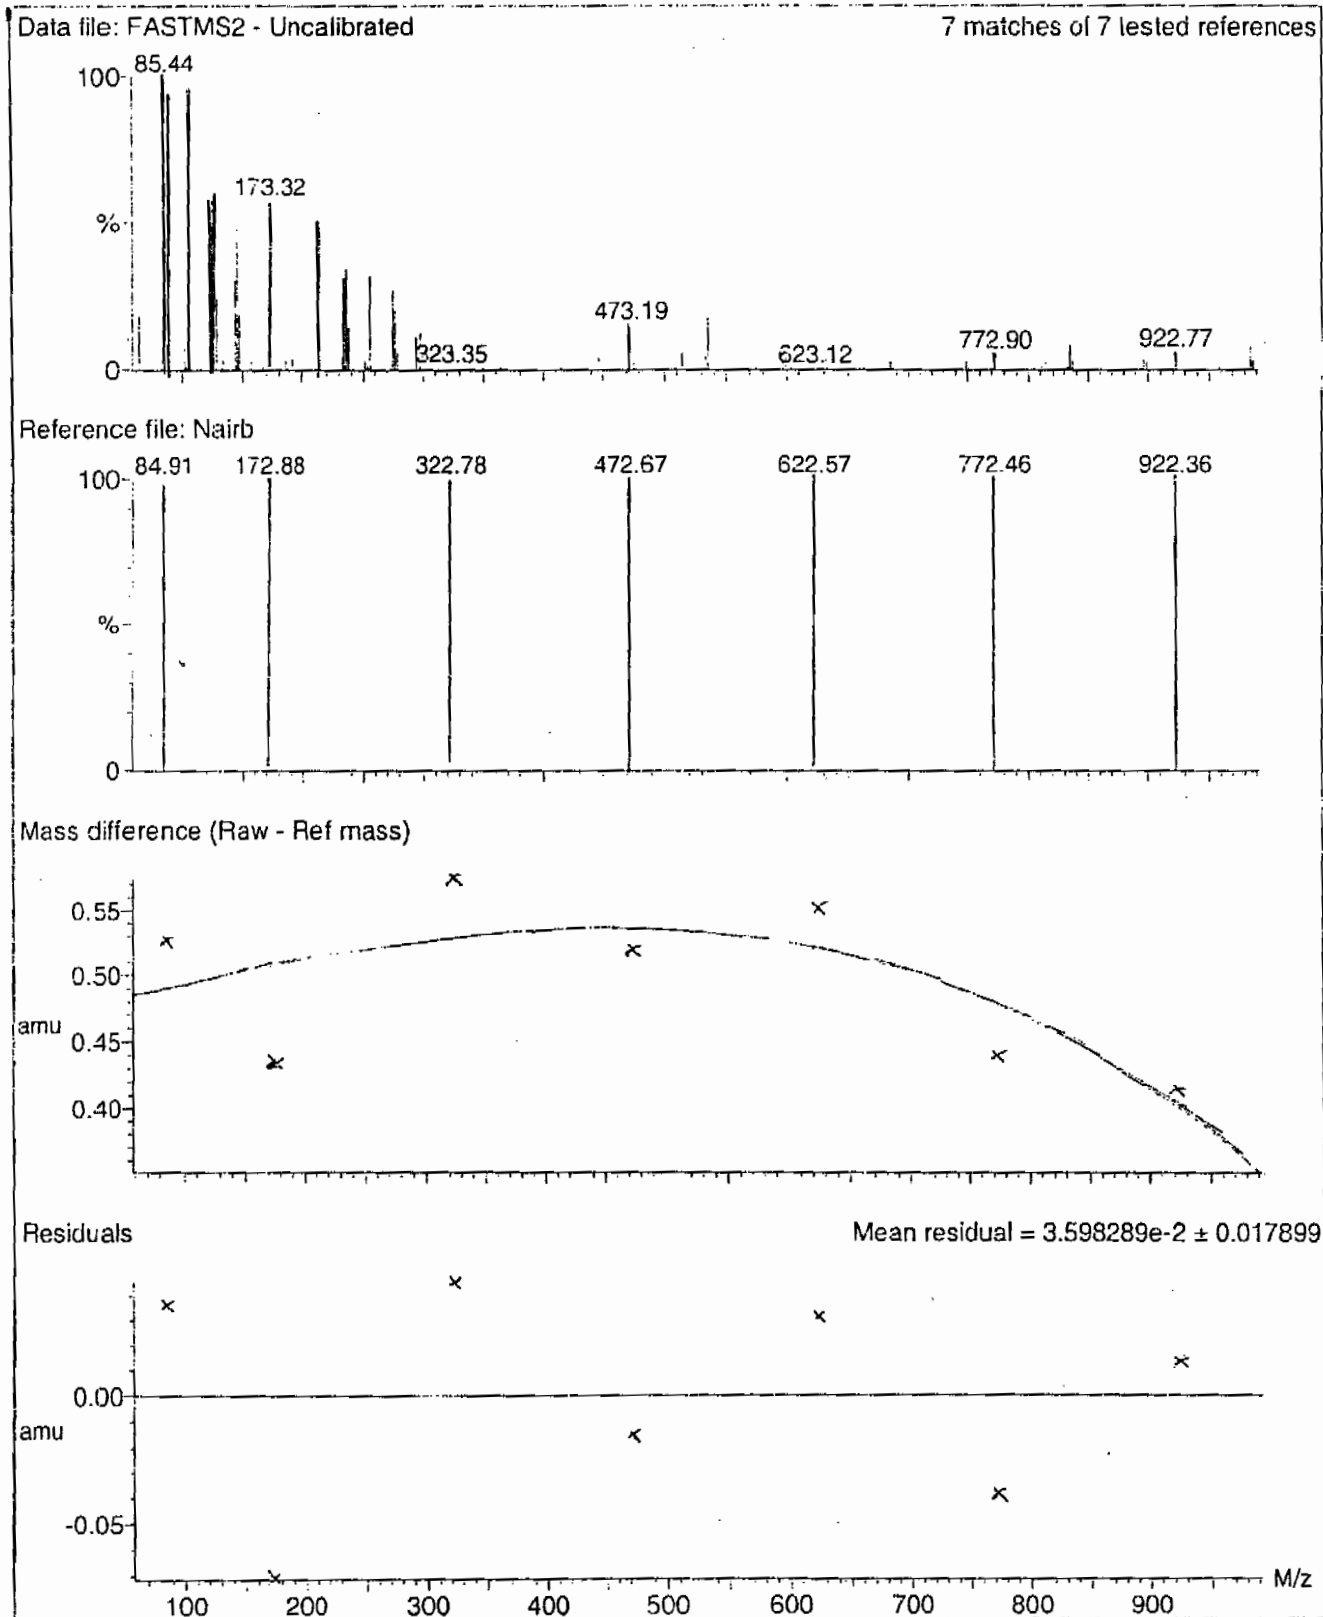 Data file: FASTMS2 - Uncalibrated 7 matches of 7 tested references
100 85.44
173.32
%
473.19
323.35 623.12 772.90 922.77
0
Reference file: Nairb
84.91 172.88 322.78 472.67 622.57 772.46 922.36
100
%
0
Mass difference (Raw - Ref mass)
0.55
0.50
amu
0.45
0.40
Residuals Mean residual = 3.598289e-2 ± 0.017899
0.00
amu
-0.05
M/z
100 200 300 400 500 600 700 800 900